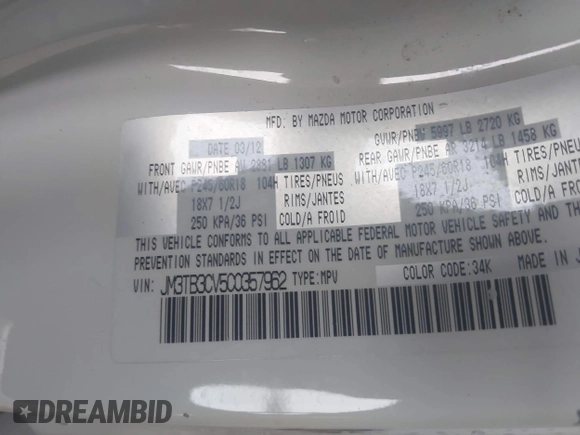 MFD. BY MAZDA MOTOR CORPORATION
DATE 03/12
GVWR/PNBV 5997 LB 2720 KG
FRONT GAWR/PNBE AV 2881 LB 1307 KG
REAR GAWR/PNBE AR 3214 LB 1458 KG
WITH/AVEC P245/60R18 104H TIRES/PNEUS
WITH/AVEC P245/60R18 104H TIRES/PNEUS
18X7 1/2J RIMS/JANTES
18X7 1/2J RIMS/JANTES
250 KPA/36 PSI COLD/A FROID
250 KPA/36 PSI COLD/A FROID
THIS VEHICLE CONFORMS TO ALL APPLICABLE FEDERAL MOTOR VEHICLE SAFETY AND
PREVENTION STANDARDS IN EFFECT ON THE DATE OF MANUFACTURE SHOWN ABOVE.
VIN: JM3TB3CV5C0357962 TYPE: MPV COLOR CODE: 34K MADE IN
DREAMBID